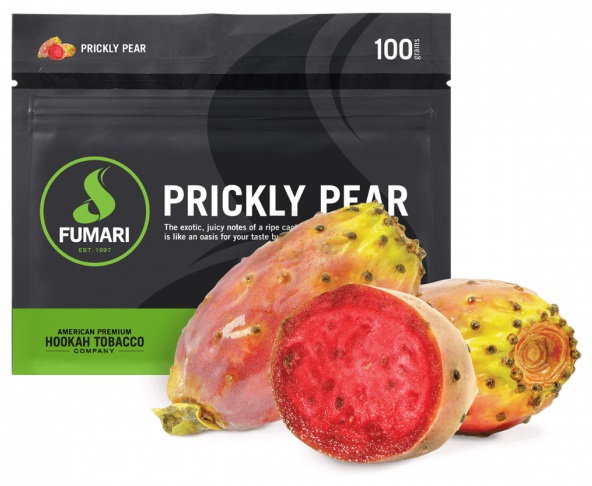 PRICKLY PEAR
100 grams
PRICKLY PEAR
The exotic, juicy notes of a ripe
is like an oasis for your taste
FUMARI
EST. 1997
AMERICAN PREMIUM
HOOKAH TOBACCO
COMPANY